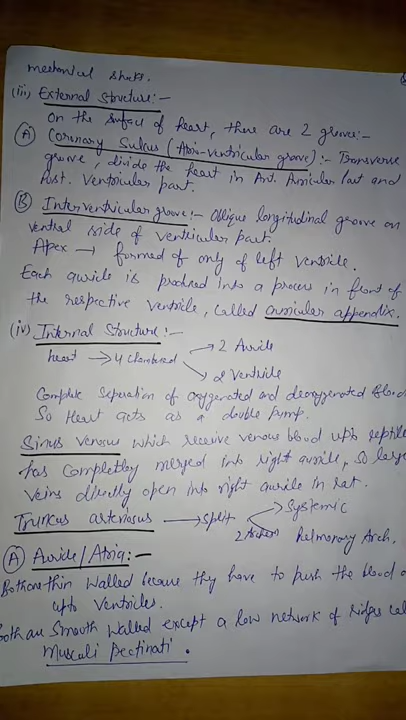 mechanical shocks.
(iii) External Structure:-
On the surface of heart, there are 2 groove:-
(A) Coronary Sulcus (Atrio-ventricular groove):- Transverse
groove, divide the heart in Ant. Auricular Part and
Post. Ventricular part.
(B) Interventricular groove:- Oblique longitudinal groove on
ventral side of ventricular part.
Apex → formed of only of left ventricle.
Each auricle is produced into a process in front of
the respective ventricle, called auricular appendix.
(iv) Internal Structure:-
heart → 4 Chambered → 2 Auricle
→ 2 Ventricle
Complete Separation of oxygenated and deoxygenated Blood
So Heart acts as a double pump.
Sinus venosus which receive venous blood upto reptile
has completley merged into right auricle, so large
veins directly open into right auricle in rat.
Truncus arteriosus → Split → Systemic
2 Arches Pulmonary Arch.
(A) Auricle/Atria:-
Both are thin walled because they have to push the blood
upto Ventricles.
Both are Smooth walled except a low network of ridges
Musculi pectinati.